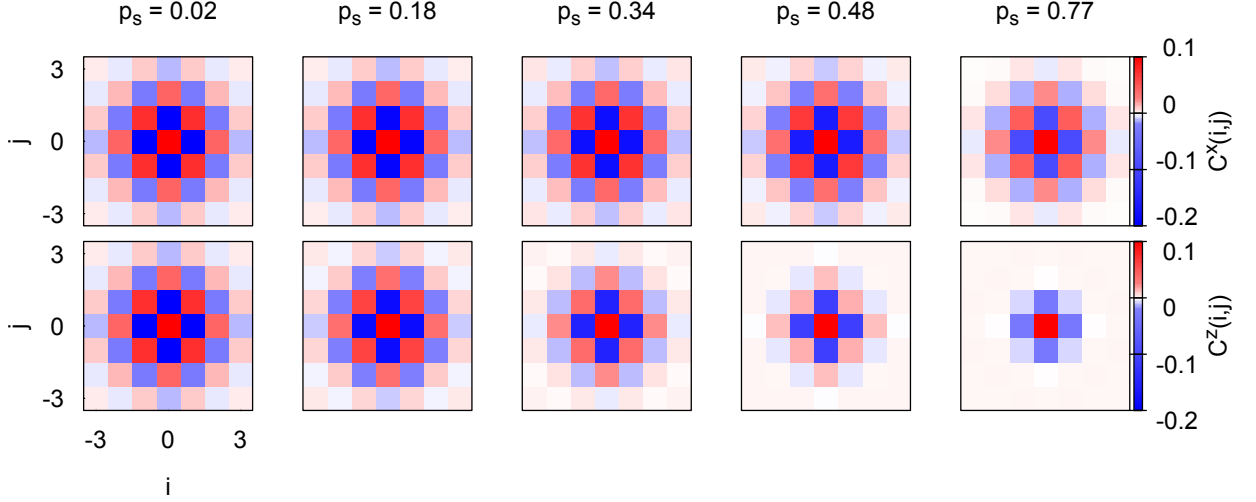 p_s = 0.02 p_s = 0.18 p_s = 0.34 p_s = 0.48 p_s = 0.77
3
0
-3
j
0.1
0
-0.1
-0.2
C^x(i,j)
3
0
-3
j
0.1
0
-0.1
-0.2
C^z(i,j)
-3 0 3
i